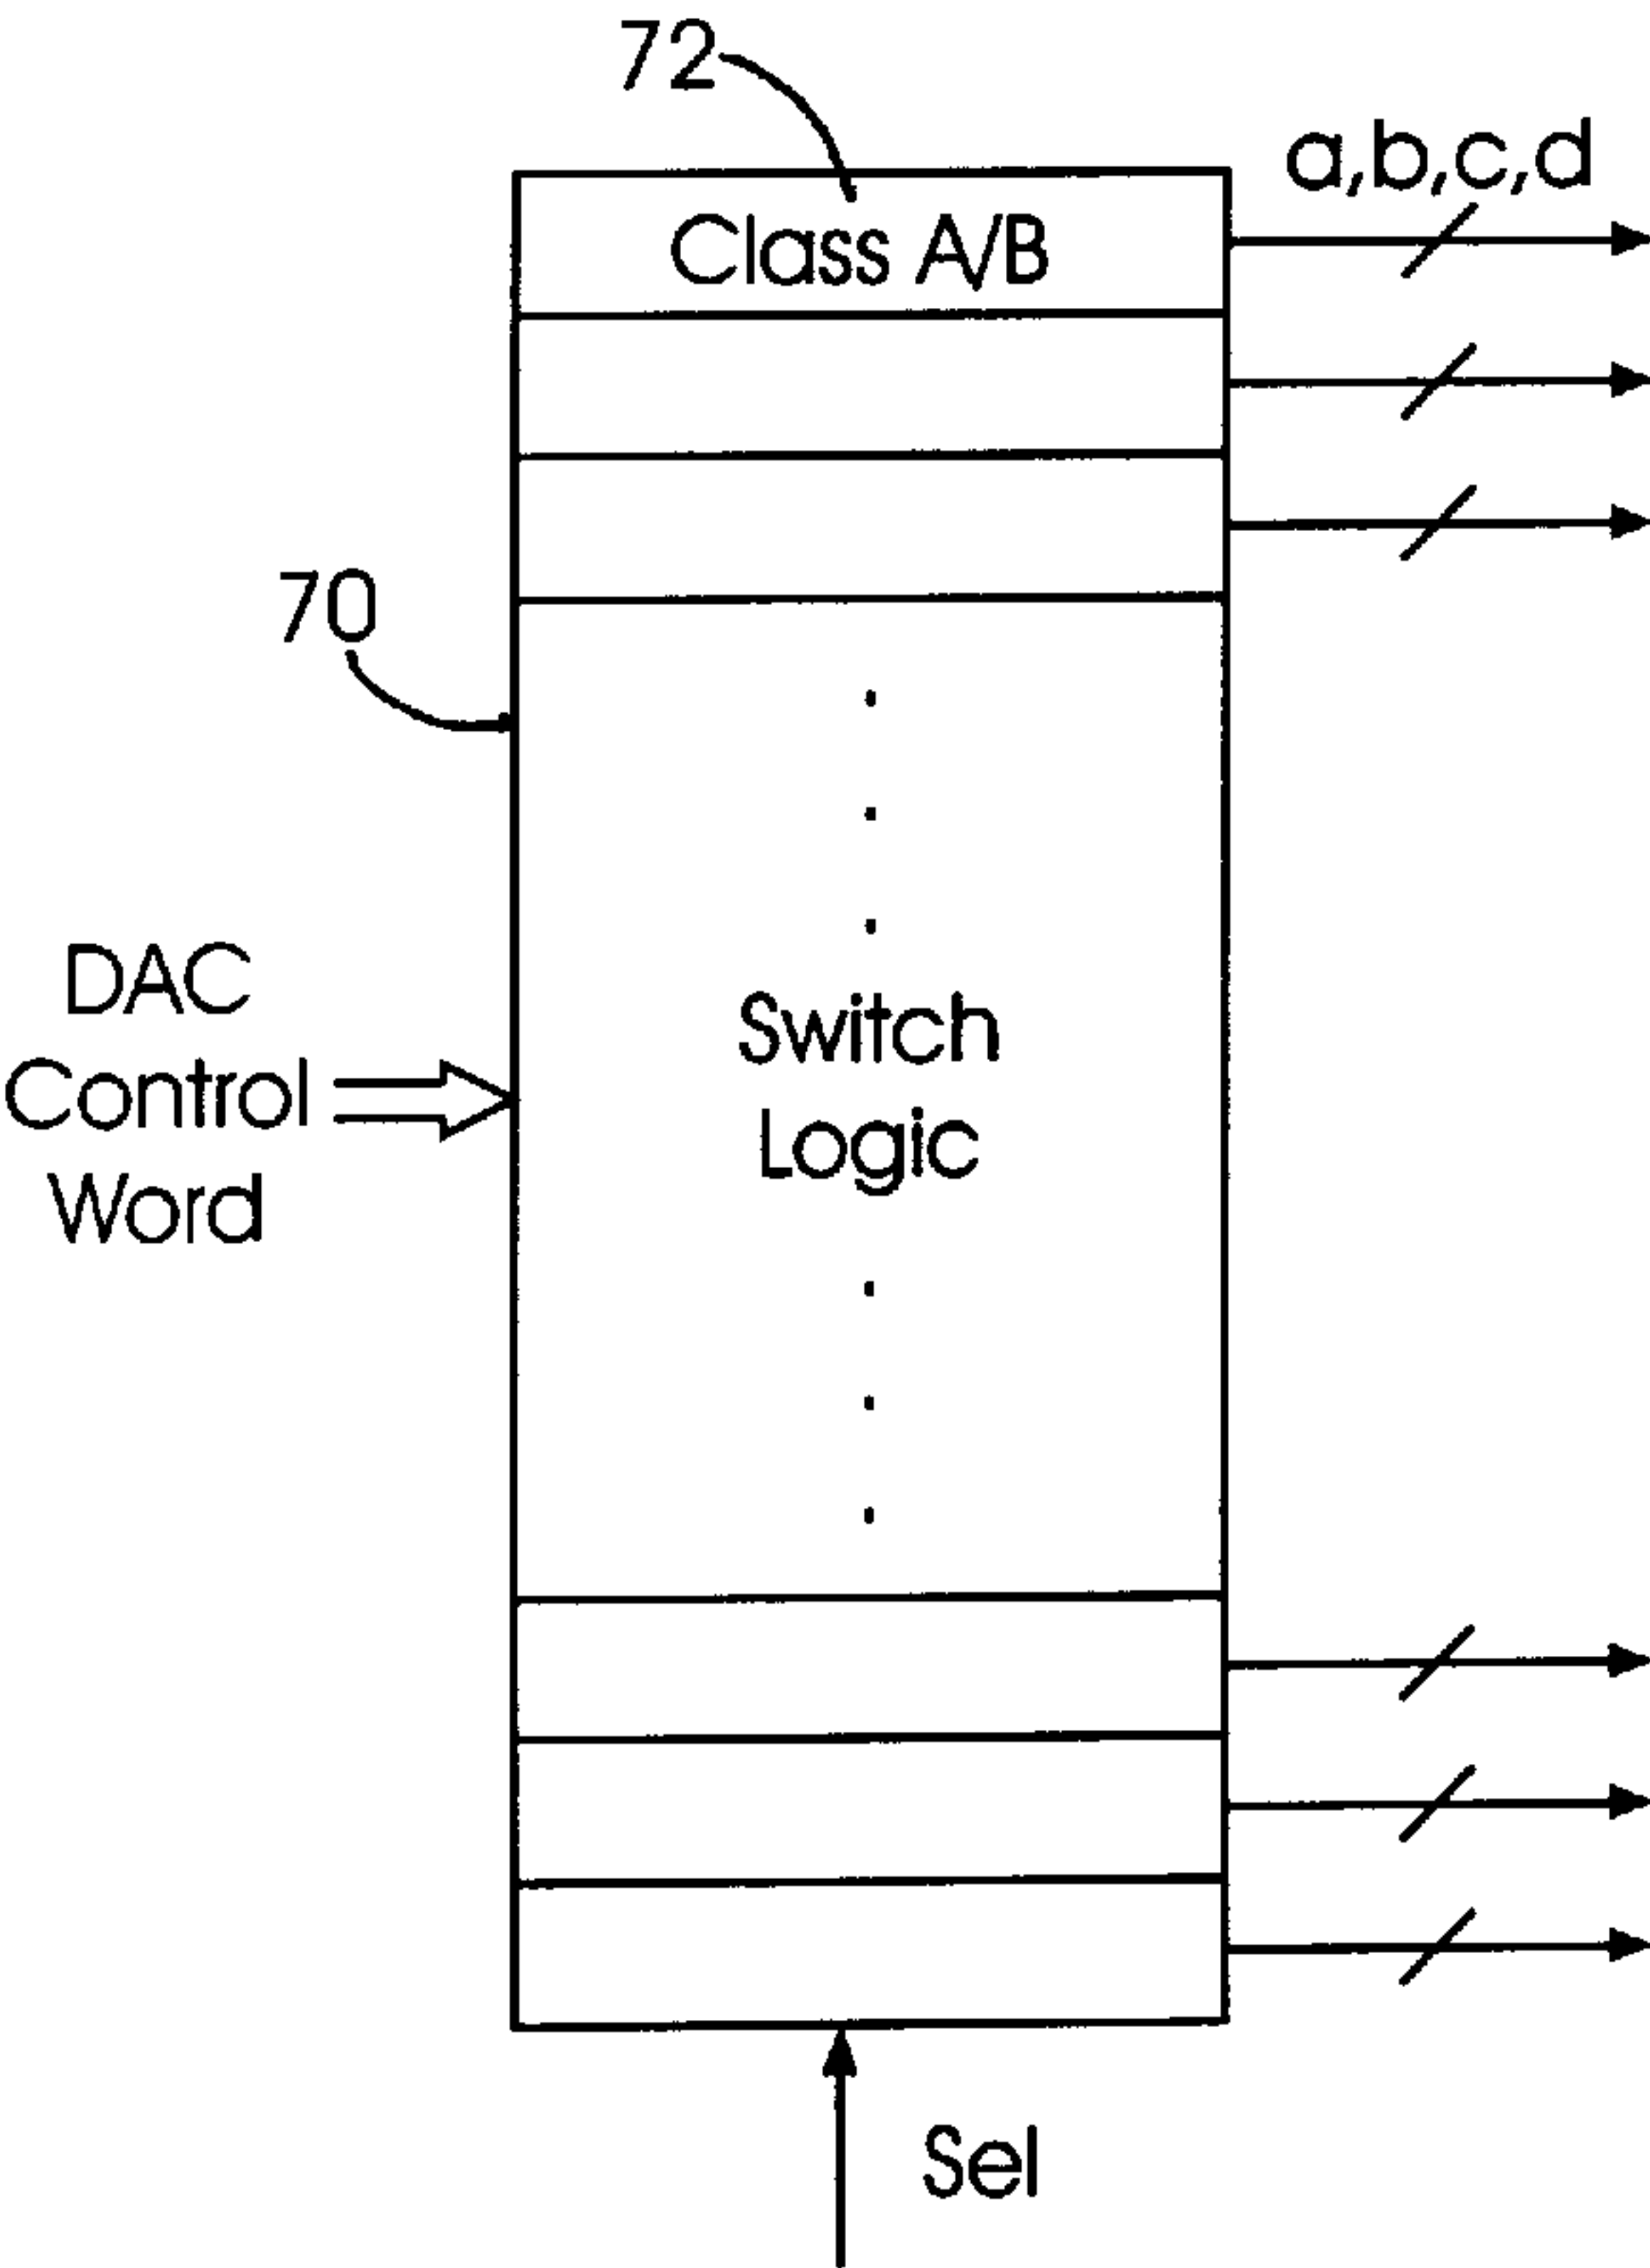 72
a,b,c,d
Class A/B
70
DAC
Control
Word
Switch
Logic
Sel